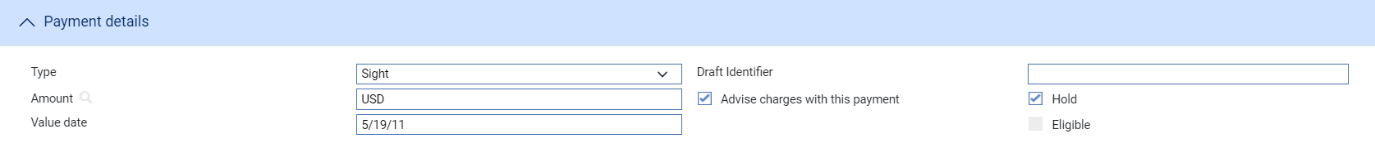 Payment details
Type Sight Draft Identifier
Amount USD Advise charges with this payment Hold
Value date 5/19/11 Eligible